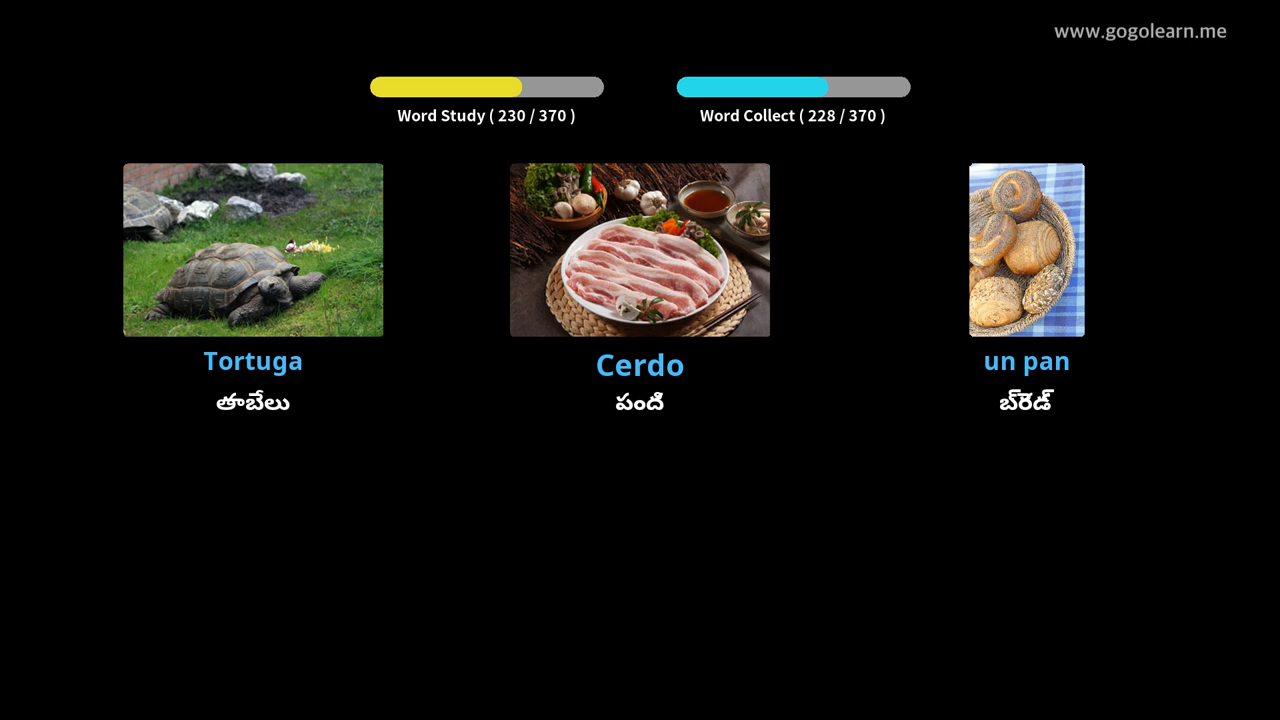 www.gogolearn.me
Word Study ( 230 / 370 )
Word Collect ( 228 / 370 )
Tortuga
Cerdo
un pan
తాబేలు
పంది
బ్రెడ్